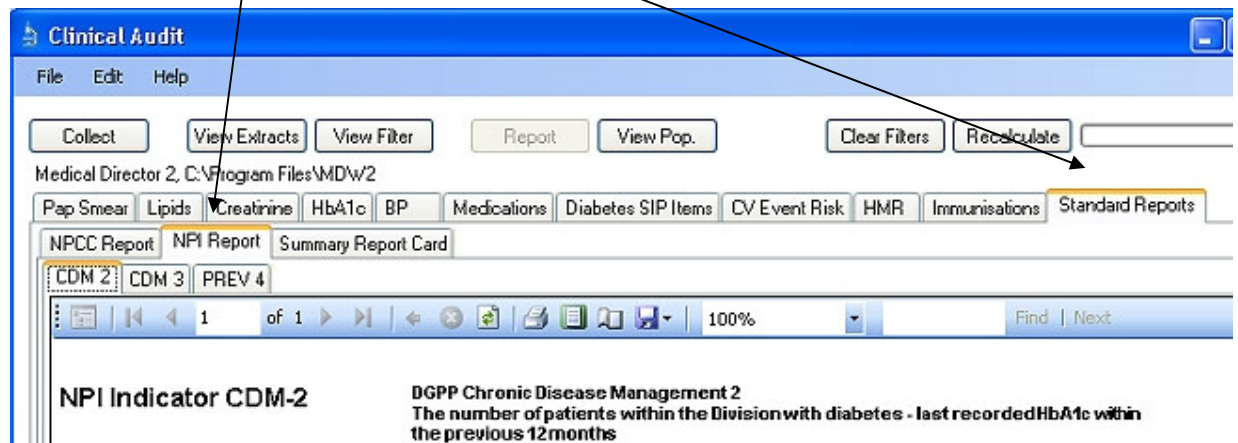 Clinical Audit
File Edit Help
Collect View Extracts View Filter Report View Pop. Clear Filters Recalculate
Medical Director 2, C:\Program Files\MDW2
Pap Smear Lipids Creatinine HbA1c BP Medications Diabetes SIP Items CV Event Risk HMR Immunisations Standard Reports
NPCC Report NPI Report Summary Report Card
CDM 2 CDM 3 PREV 4
1 of 1 100% Find | Next
NPI Indicator CDM-2 DGPP Chronic Disease Management 2
The number of patients within the Division with diabetes - last recorded HbA1c within
the previous 12 months